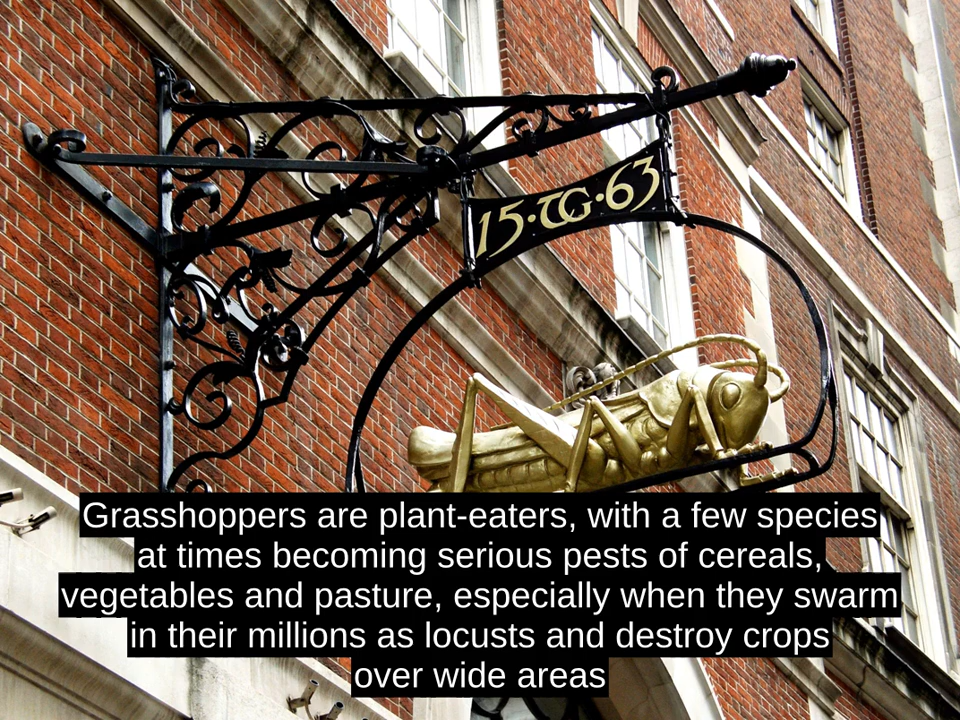 15·TG·63
Grasshoppers are plant-eaters, with a few species
at times becoming serious pests of cereals,
vegetables and pasture, especially when they swarm
in their millions as locusts and destroy crops
over wide areas